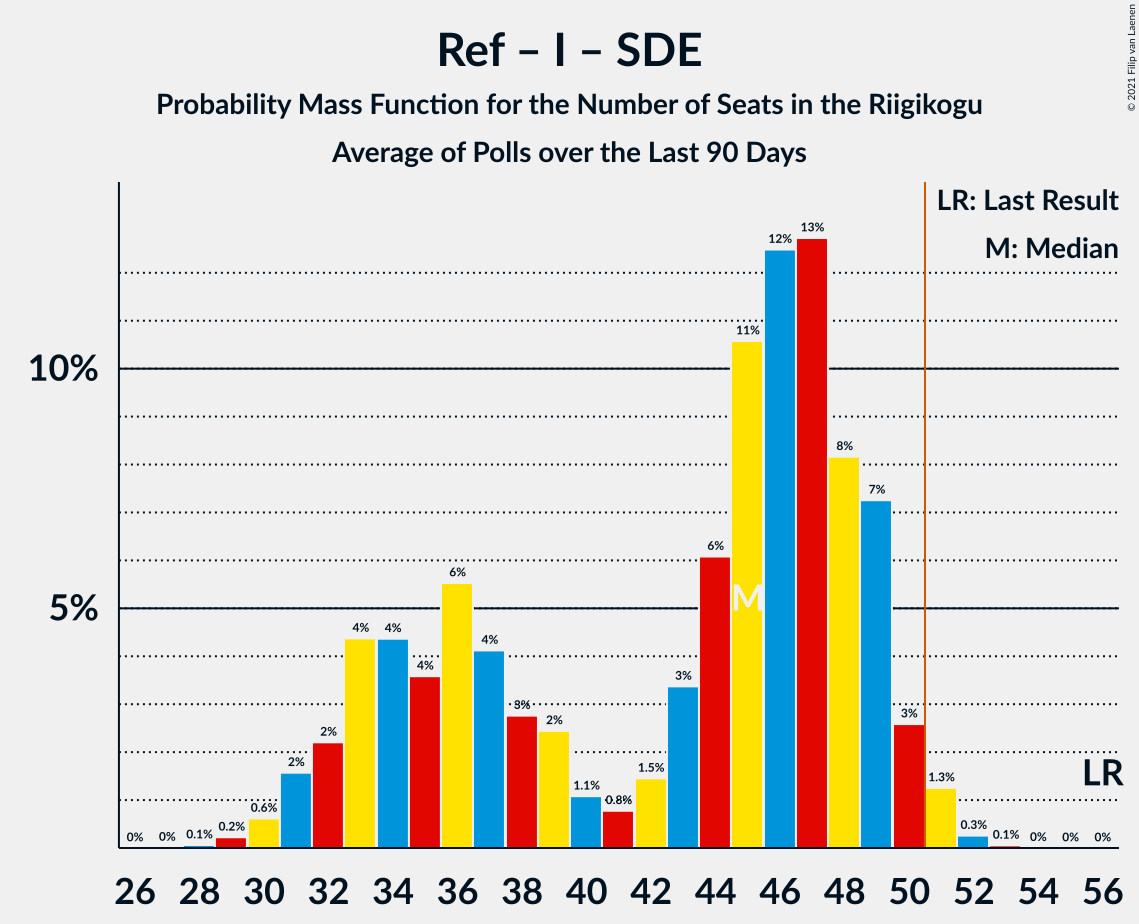 Ref – I – SDE
Probability Mass Function for the Number of Seats in the Riigikogu
Average of Polls over the Last 90 Days
© 2021 Filip van Laenen
LR: Last Result
M: Median
10%
5%
0% 0% 0.1% 0.2% 0.6% 2% 2% 4% 4% 4% 6% 4% 3% 2% 1.1% 0.8% 1.5% 3% 6% 11% 12% 13% 8% 7% 3% 1.3% 0.3% 0.1% 0% 0% 0%
M
LR
26 28 30 32 34 36 38 40 42 44 46 48 50 52 54 56